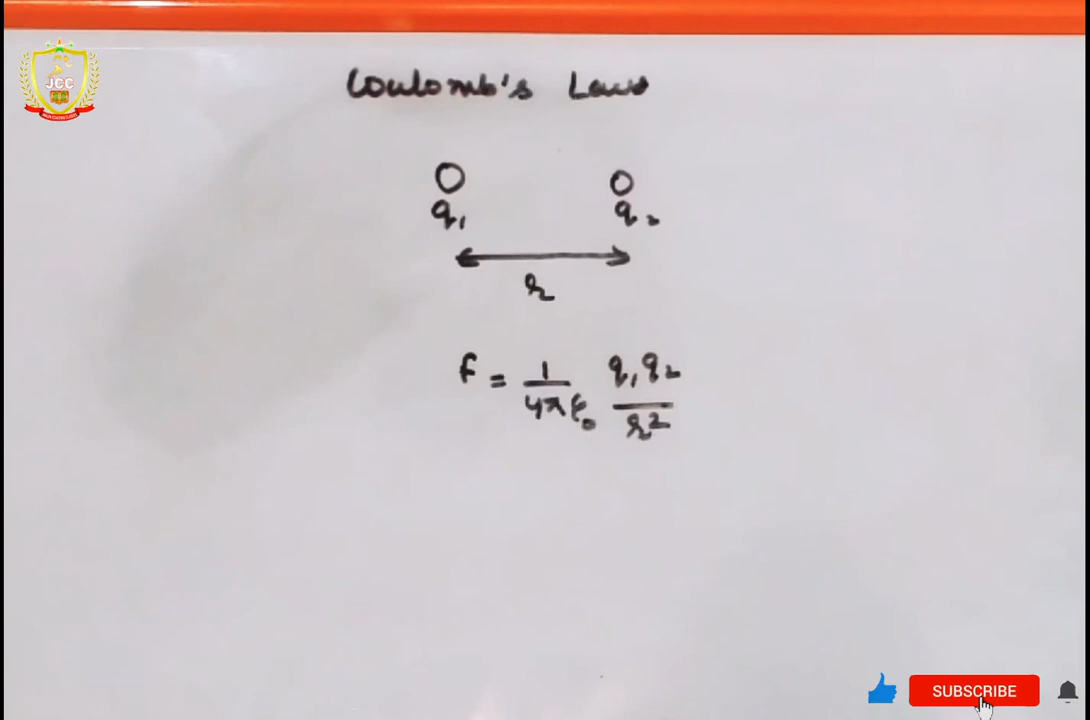 JCC
Coulomb's Law
q₁ q₂
r
F = 1/4πε₀ q₁q₂/r²
SUBSCRIBE